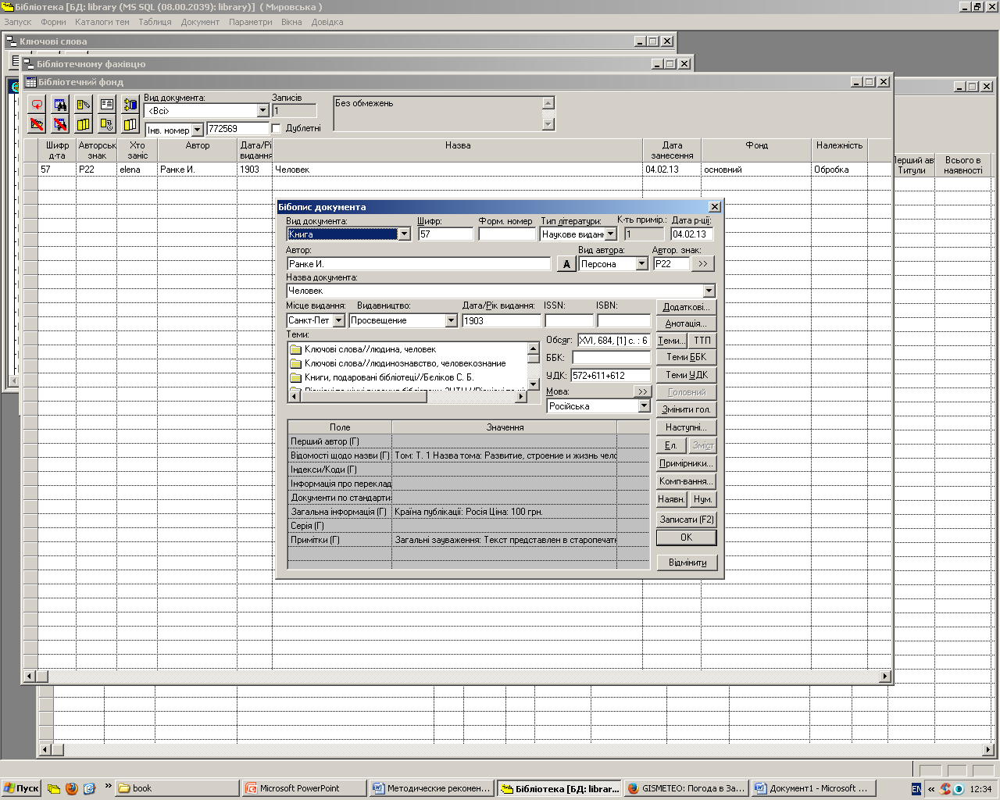 Бібліотека [БД: library (MS SQL (08.00.2039): library)] ( Мировська )
Запуск Форми Каталоги тем Таблиця Документ Параметри Вікна Довідка
Ключові слова
Бібліотечному фахівцю
Бібліотечний фонд
Вид документа: Записів
<Всі> 1
Без обмежень
Інв. номер 772569 Дублетні
Шифр д-та Авторськ знак Хто заніс Автор Дата/Рі видання Назва Дата занесення Фонд Належність
57 Р22 elena Ранке И. 1903 Человек 04.02.13 основний Обробка
Перший ав Титули Всього в наявності
Бібопис документа
Вид документа: Шифр: Форм. номер Тип літератури: К-ть примір.: Дата р-ції:
Книга 57 Наукове видан 1 04.02.13
Автор: Вид автора: Автор. знак:
Ранке И. А Персона Р22 >>
Назва документа:
Человек
Місце видання: Видавництво: Дата/Рік видання: ISSN: ISBN:
Санкт-Пет Просвещение 1903
Додаткові...
Анотація...
Теми:
Ключові слова//людина, человек
Ключові слова//людинознавство, человекознание
Книги, подаровані бібліотеці//Бєліков С. Б.
Обсяг: XVI, 684, [1] с. : 6
ББК:
УДК: 572+611+612
Мова: >>
Російська
Теми... ТТП
Теми ББК
Теми УДК
Головний
Змінити гол.
Наступні...
Ел. Зміст
Примірники...
Комп-вання...
Наявн. Нум.
Записати (F2)
OK
Відмінити
Поле Значення
Перший автор (Г)
Відомості щодо назви (Г) Том: Т. 1 Назва тома: Развитие, строение и жизнь чело
Індекси/Коди (Г)
Інформація про переклад
Документи по стандарти
Загальна інформація (Г) Країна публікації: Росія Ціна: 100 грн.
Серія (Г)
Примітки (Г) Загальні зауваження: Текст представлен в старопечатн
Пуск » book Microsoft PowerPoint Методические рекомен... Бібліотека [БД: librar... GISMETEO: Погода в За... Документ1 - Microsoft ... EN « 12:34